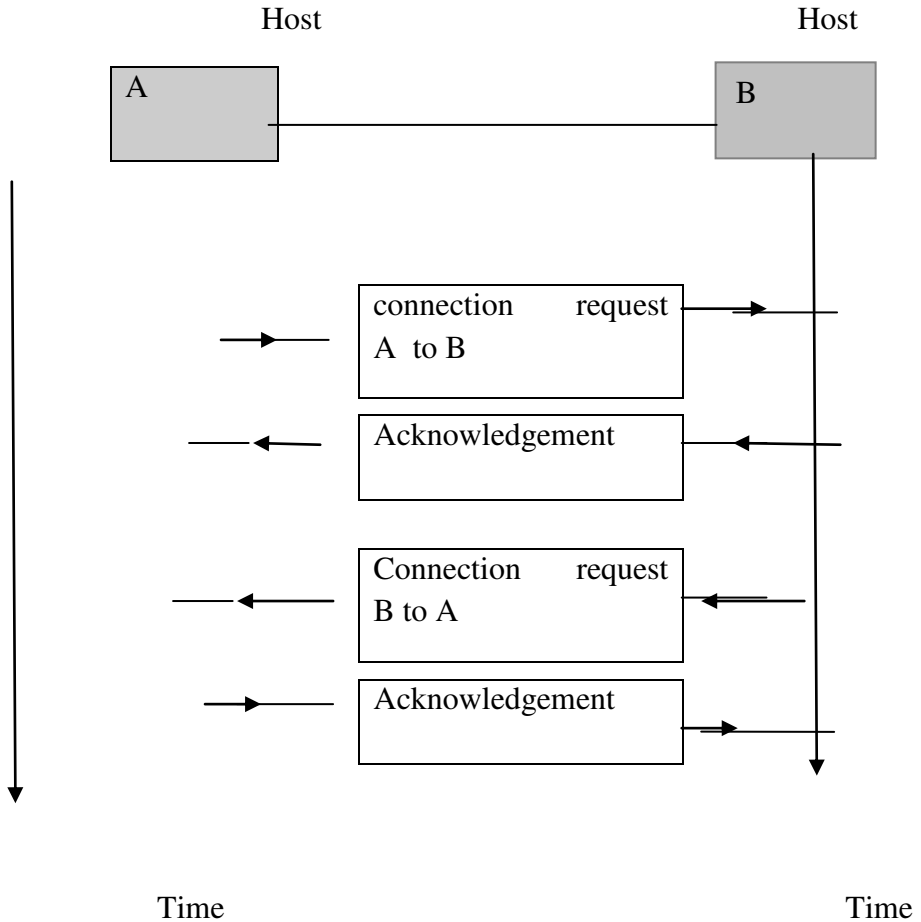 Host Host
A
B
connection request
A to B
Acknowledgement
Connection request
B to A
Acknowledgement
Time Time